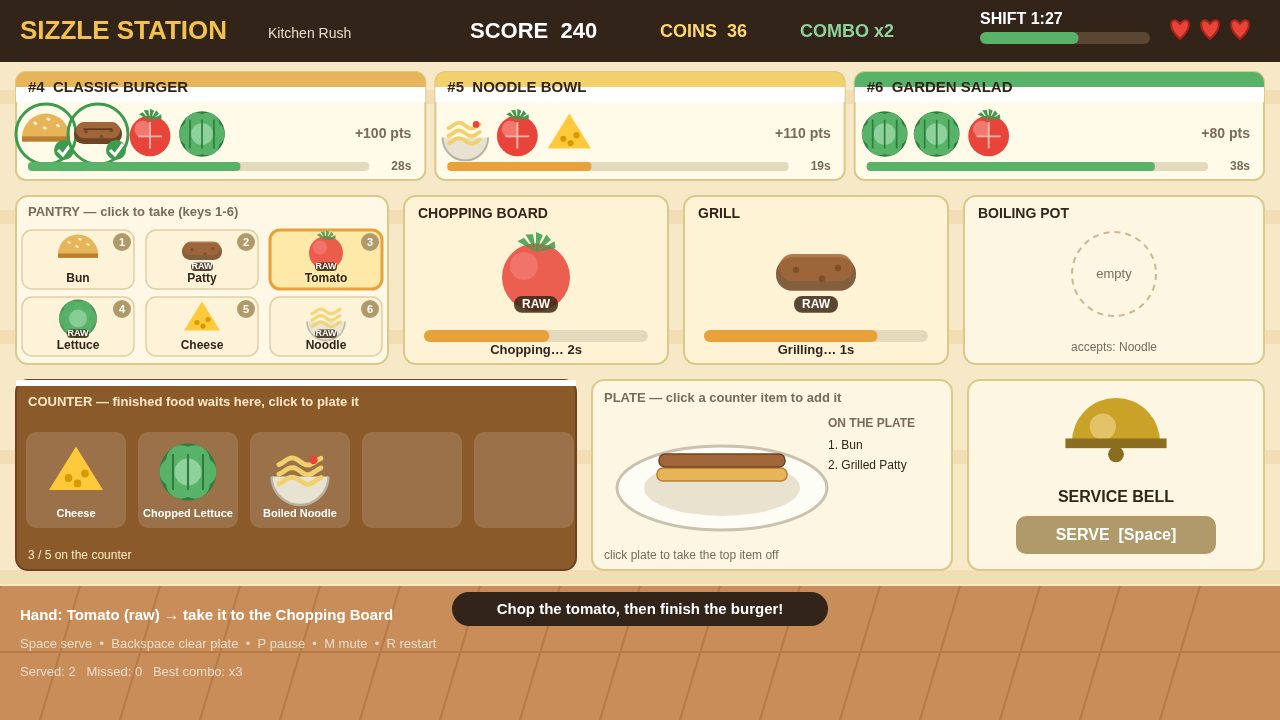 SIZZLE STATION
Kitchen Rush
SCORE 240
COINS 36
COMBO x2
SHIFT 1:27
#4 CLASSIC BURGER
+100 pts
28s
#5 NOODLE BOWL
+110 pts
19s
#6 GARDEN SALAD
+80 pts
38s
PANTRY — click to take (keys 1-6)
1
Bun
2
RAW
Patty
3
RAW
Tomato
4
RAW
Lettuce
5
Cheese
6
RAW
Noodle
CHOPPING BOARD
RAW
Chopping… 2s
GRILL
RAW
Grilling… 1s
BOILING POT
empty
accepts: Noodle
COUNTER — finished food waits here, click to plate it
Cheese
Chopped Lettuce
Boiled Noodle
3 / 5 on the counter
PLATE — click a counter item to add it
ON THE PLATE
1. Bun
2. Grilled Patty
click plate to take the top item off
SERVICE BELL
SERVE [Space]
Hand: Tomato (raw) → take it to the Chopping Board
Chop the tomato, then finish the burger!
Space serve • Backspace clear plate • P pause • M mute • R restart
Served: 2 Missed: 0 Best combo: x3